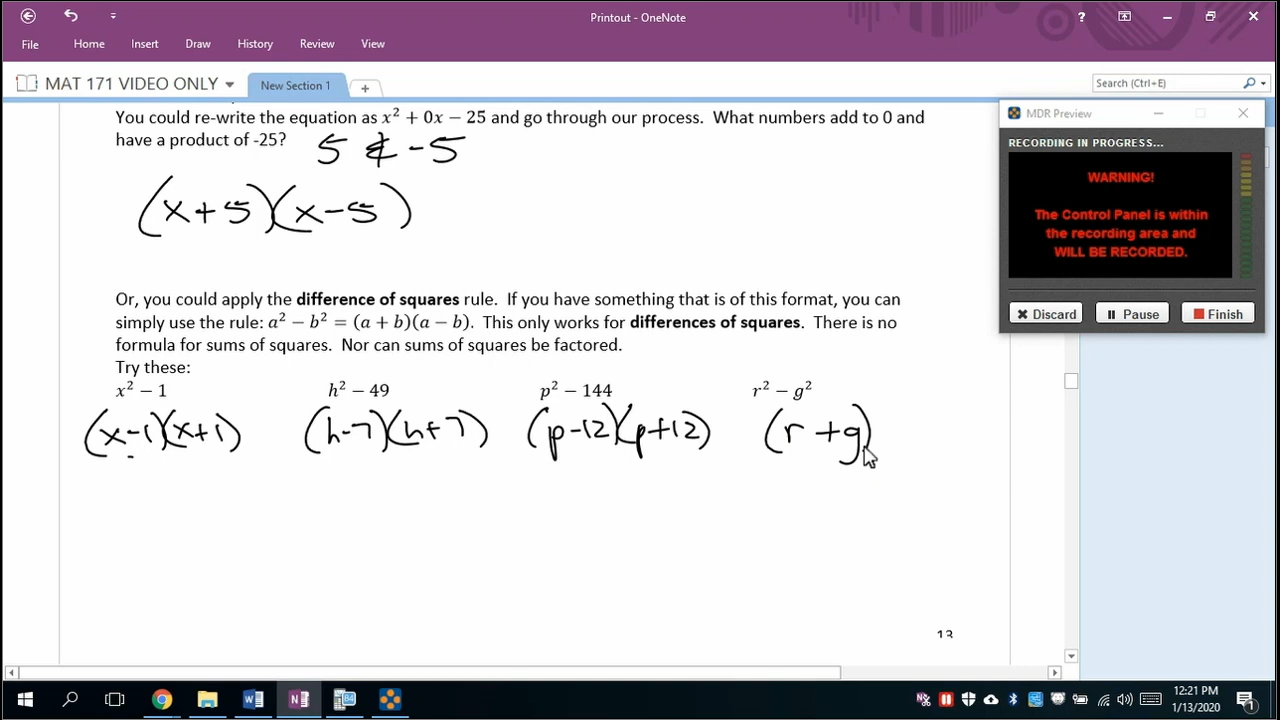 Printout - OneNote
?
File Home Insert Draw History Review View
MAT 171 VIDEO ONLY
New Section 1
+
Search (Ctrl+E)
You could re-write the equation as x² + 0x − 25 and go through our process. What numbers add to 0 and
have a product of -25? 5 & -5
(x+5)(x-5)
MDR Preview
RECORDING IN PROGRESS...
WARNING!
The Control Panel is within
the recording area and
WILL BE RECORDED.
Discard Pause Finish
Or, you could apply the difference of squares rule. If you have something that is of this format, you can
simply use the rule: a² − b² = (a + b)(a − b). This only works for differences of squares. There is no
formula for sums of squares. Nor can sums of squares be factored.
Try these:
x² − 1 h² − 49 p² − 144 r² − g²
(x-1)(x+1) (h-7)(h+7) (p-12)(p+12) (r+g)
13
12:21 PM
1/13/2020
1